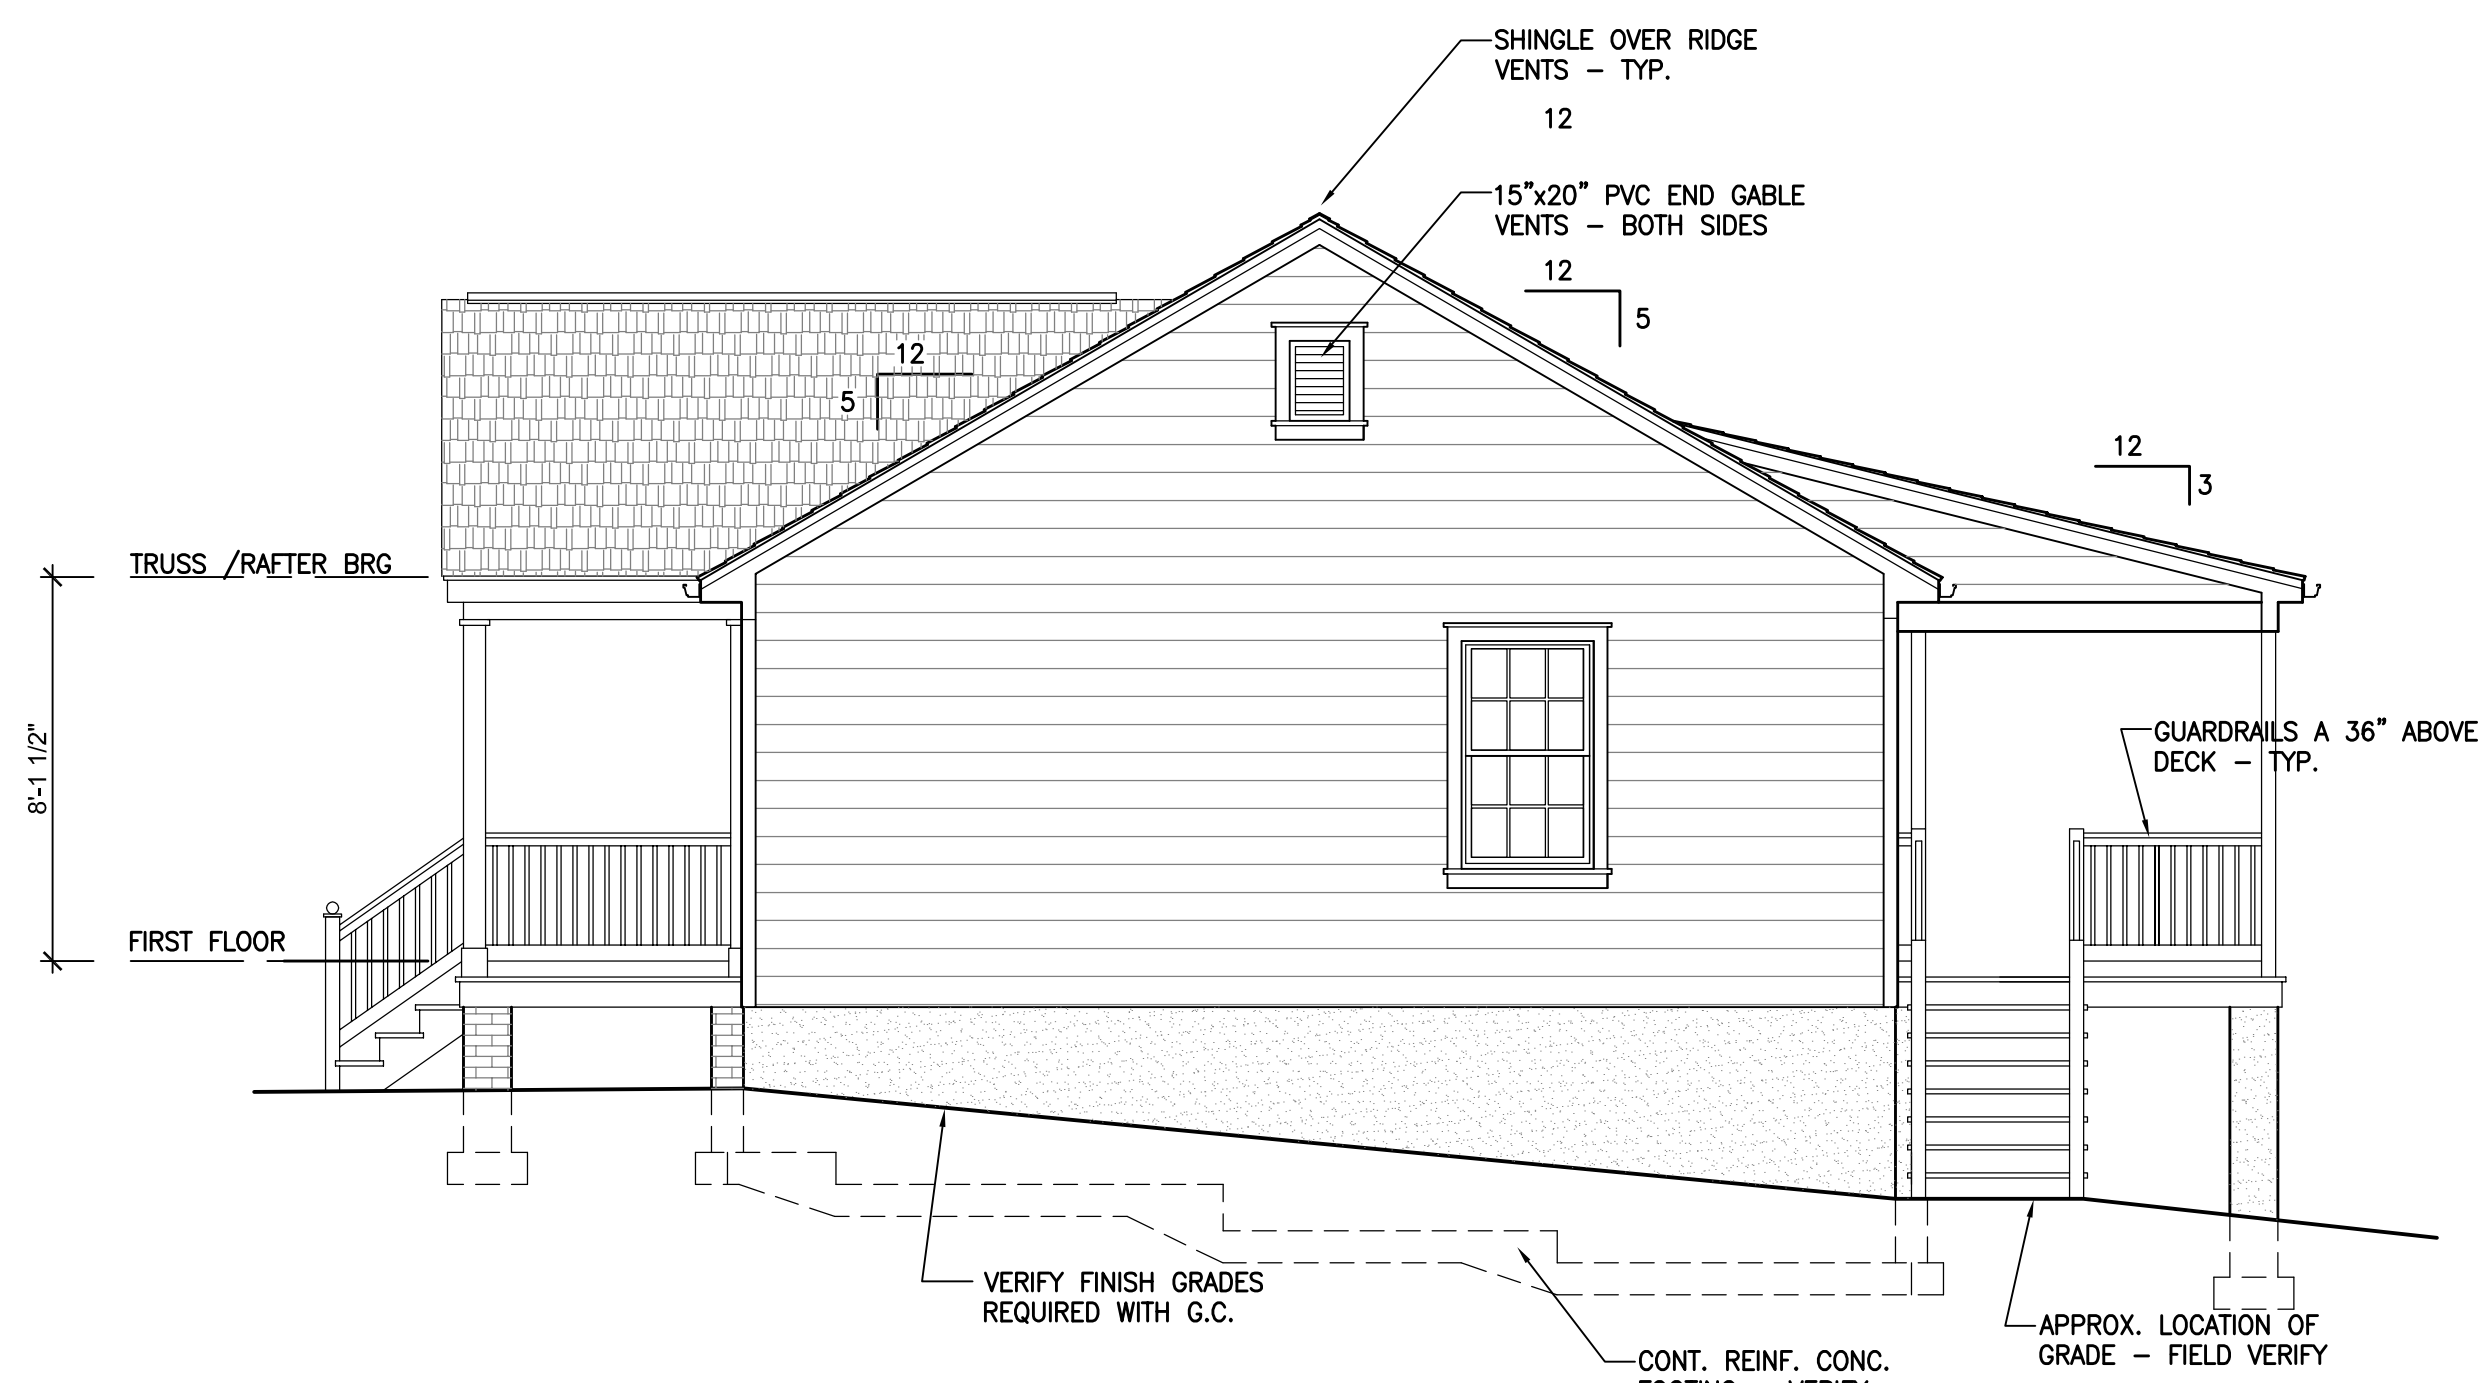 SHINGLE OVER RIDGE
VENTS – TYP.
12
15"x20" PVC END GABLE
VENTS – BOTH SIDES
12
5
12
5
12
3
TRUSS /RAFTER BRG
8'-1 1/2"
GUARDRAILS A 36" ABOVE
DECK – TYP.
FIRST FLOOR
VERIFY FINISH GRADES
REQUIRED WITH G.C.
APPROX. LOCATION OF
GRADE – FIELD VERIFY
CONT. REINF. CONC.